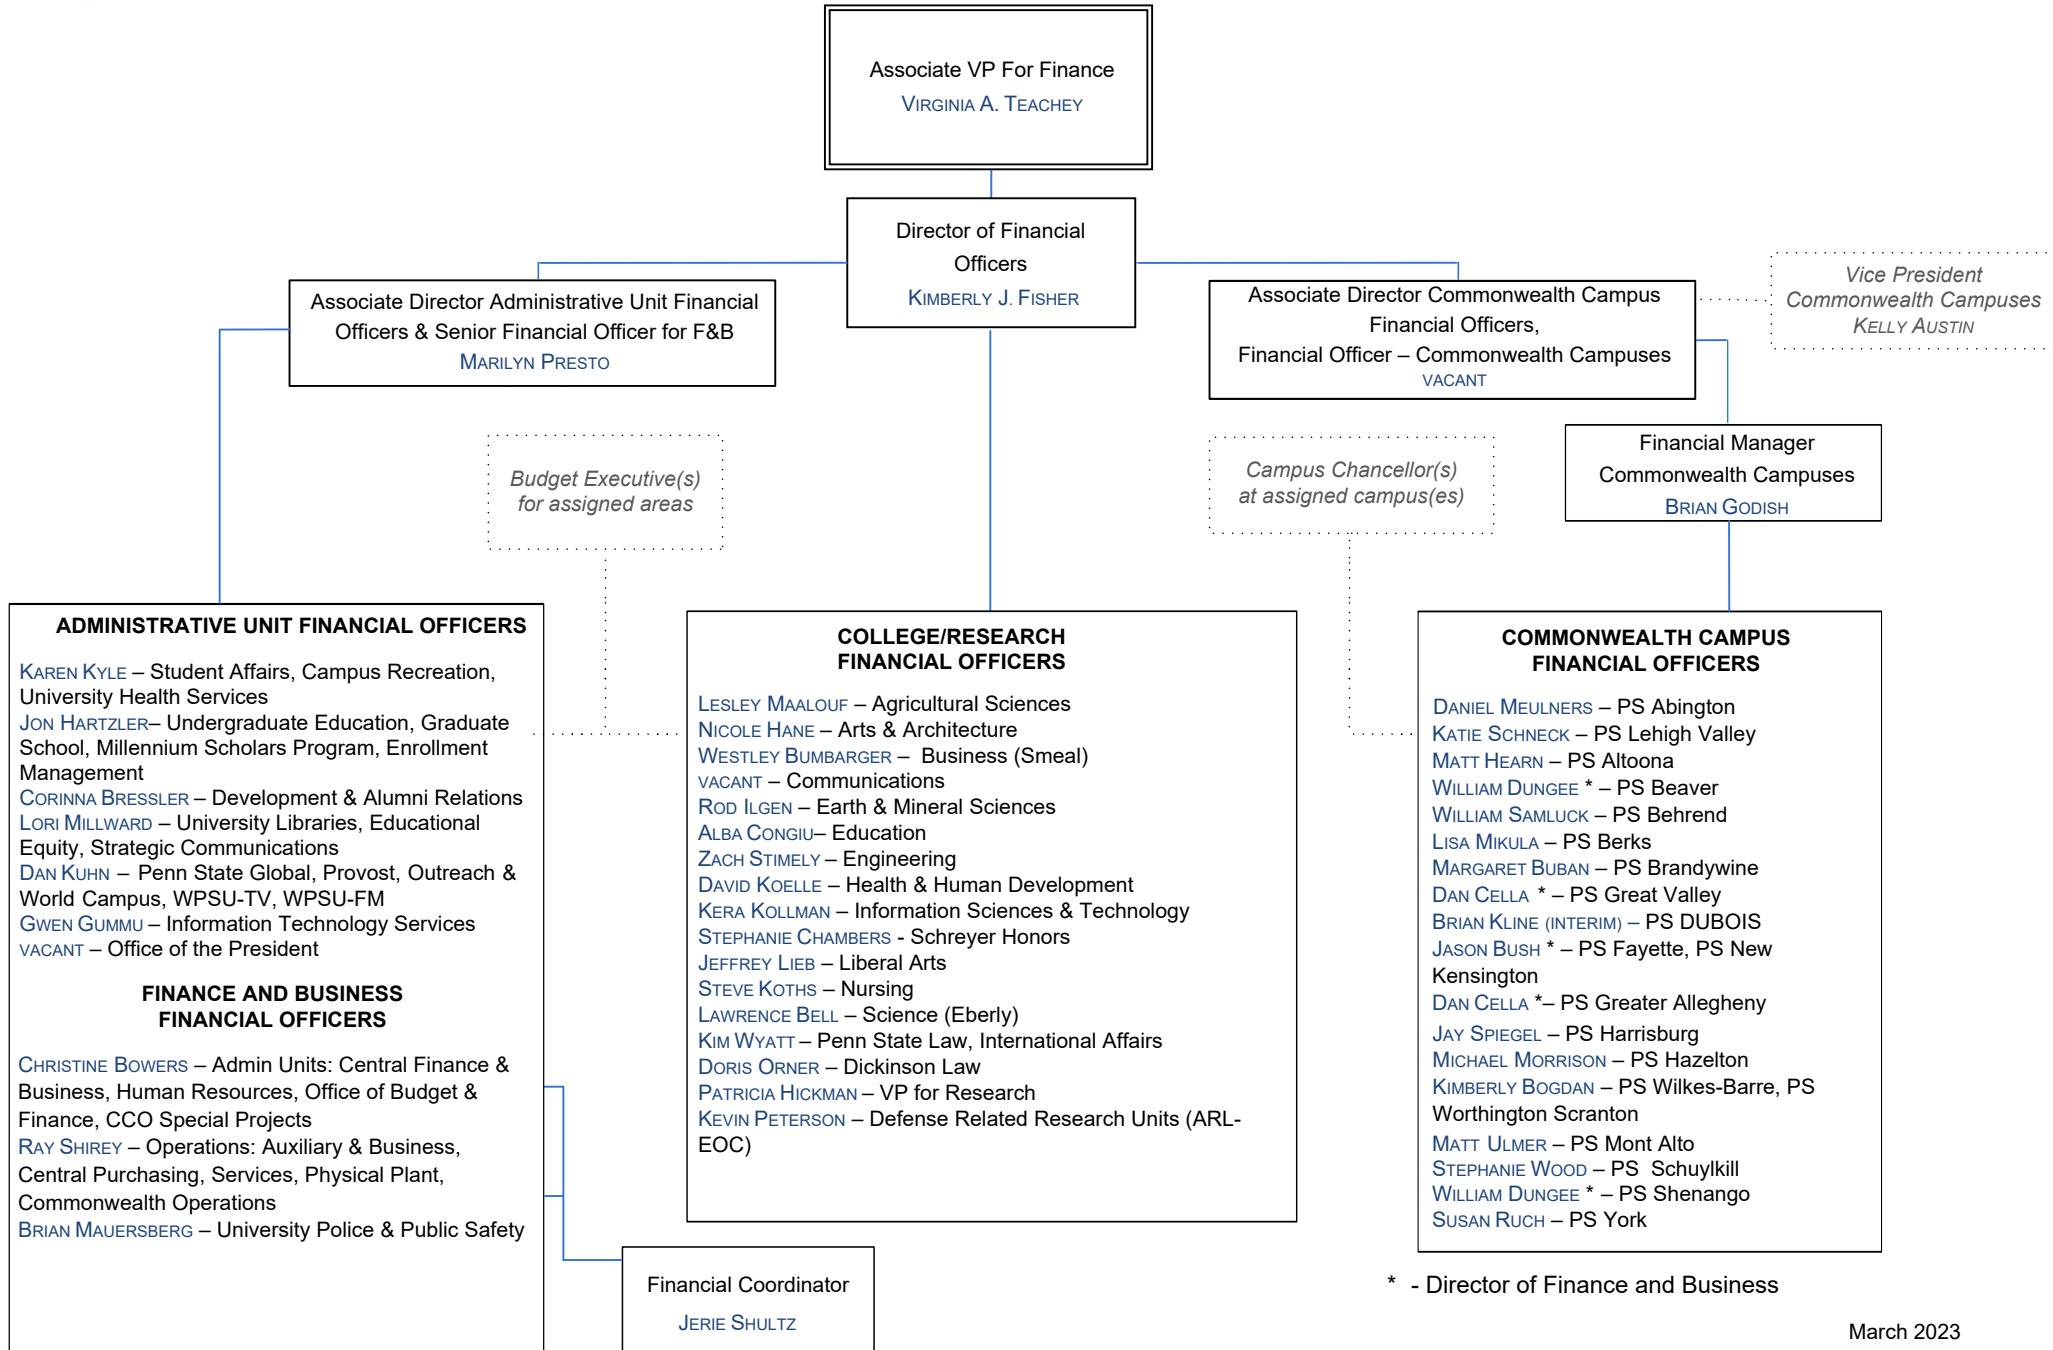 Associate VP For Finance
VIRGINIA A. TEACHEY
Director of Financial
Officers
KIMBERLY J. FISHER
Associate Director Administrative Unit Financial
Officers & Senior Financial Officer for F&B
MARILYN PRESTO
Associate Director Commonwealth Campus
Financial Officers,
Financial Officer – Commonwealth Campuses
VACANT
Vice President
Commonwealth Campuses
KELLY AUSTIN
Budget Executive(s)
for assigned areas
Campus Chancellor(s)
at assigned campus(es)
Financial Manager
Commonwealth Campuses
BRIAN GODISH
ADMINISTRATIVE UNIT FINANCIAL OFFICERS
KAREN KYLE – Student Affairs, Campus Recreation,
University Health Services
JON HARTZLER– Undergraduate Education, Graduate
School, Millennium Scholars Program, Enrollment
Management
CORINNA BRESSLER – Development & Alumni Relations
LORI MILLWARD – University Libraries, Educational
Equity, Strategic Communications
DAN KUHN – Penn State Global, Provost, Outreach &
World Campus, WPSU-TV, WPSU-FM
GWEN GUMMU – Information Technology Services
VACANT – Office of the President
FINANCE AND BUSINESS
FINANCIAL OFFICERS
CHRISTINE BOWERS – Admin Units: Central Finance &
Business, Human Resources, Office of Budget &
Finance, CCO Special Projects
RAY SHIREY – Operations: Auxiliary & Business,
Central Purchasing, Services, Physical Plant,
Commonwealth Operations
BRIAN MAUERSBERG – University Police & Public Safety
COLLEGE/RESEARCH
FINANCIAL OFFICERS
LESLEY MAALOUF – Agricultural Sciences
NICOLE HANE – Arts & Architecture
WESTLEY BUMBARGER – Business (Smeal)
VACANT – Communications
ROD ILGEN – Earth & Mineral Sciences
ALBA CONGIU– Education
ZACH STIMELY – Engineering
DAVID KOELLE – Health & Human Development
KERA KOLLMAN – Information Sciences & Technology
STEPHANIE CHAMBERS - Schreyer Honors
JEFFREY LIEB – Liberal Arts
STEVE KOTHS – Nursing
LAWRENCE BELL – Science (Eberly)
KIM WYATT – Penn State Law, International Affairs
DORIS ORNER – Dickinson Law
PATRICIA HICKMAN – VP for Research
KEVIN PETERSON – Defense Related Research Units (ARL-
EOC)
COMMONWEALTH CAMPUS
FINANCIAL OFFICERS
DANIEL MEULNERS – PS Abington
KATIE SCHNECK – PS Lehigh Valley
MATT HEARN – PS Altoona
WILLIAM DUNGEE * – PS Beaver
WILLIAM SAMLUCK – PS Behrend
LISA MIKULA – PS Berks
MARGARET BUBAN – PS Brandywine
DAN CELLA * – PS Great Valley
BRIAN KLINE (INTERIM) – PS DUBOIS
JASON BUSH * – PS Fayette, PS New
Kensington
DAN CELLA *– PS Greater Allegheny
JAY SPIEGEL – PS Harrisburg
MICHAEL MORRISON – PS Hazelton
KIMBERLY BOGDAN – PS Wilkes-Barre, PS
Worthington Scranton
MATT ULMER – PS Mont Alto
STEPHANIE WOOD – PS Schuylkill
WILLIAM DUNGEE * – PS Shenango
SUSAN RUCH – PS York
Financial Coordinator
JERIE SHULTZ
* - Director of Finance and Business
March 2023